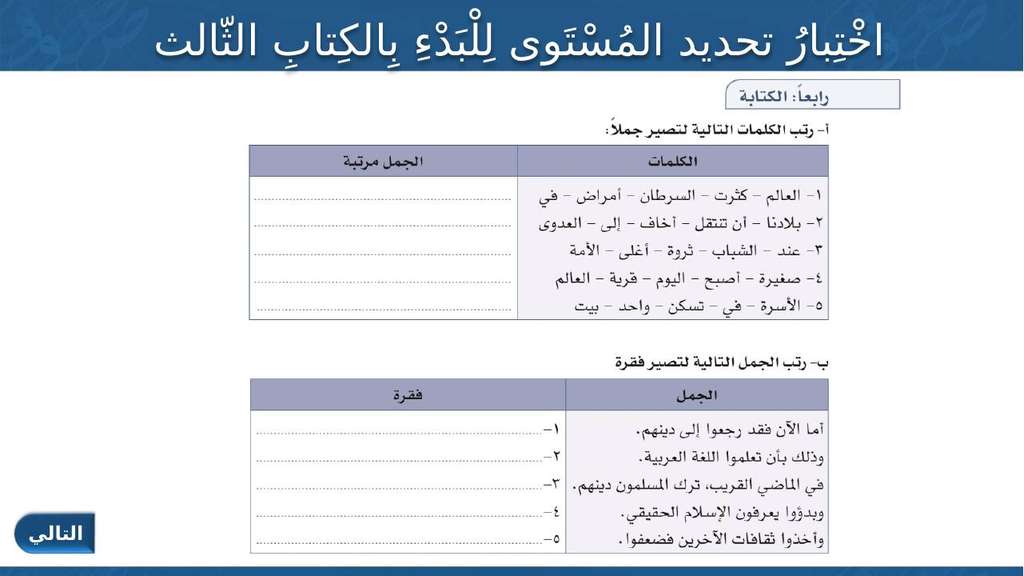 اخْتِبارُ تحديد المُسْتَوى لِلْبَدْءِ بِالكِتابِ الثّالث
رابعاً: الكتابة
أ- رتب الكلمات التالية لتصير جملاً:
الكلمات
الجمل مرتبة
١- العالم - كثرت - السرطان - أمراض - في
٢- بلادنا - أن تنتقل - أخاف - إلى - العدوى
٣- عند - الشباب - ثروة - أغلى - الأمة
٤- صغيرة - أصبح - اليوم - قرية - العالم
٥- الأسرة - في - تسكن - واحد - بيت
ب- رتب الجمل التالية لتصير فقرة
الجمل
فقرة
أما الآن فقد رجعوا إلى دينهم.
١-
وذلك بأن تعلموا اللغة العربية.
٢-
في الماضي القريب، ترك المسلمون دينهم.
٣-
وبدؤوا يعرفون الإسلام الحقيقي.
٤-
وأخذوا ثقافات الآخرين فضعفوا.
٥-
التالي